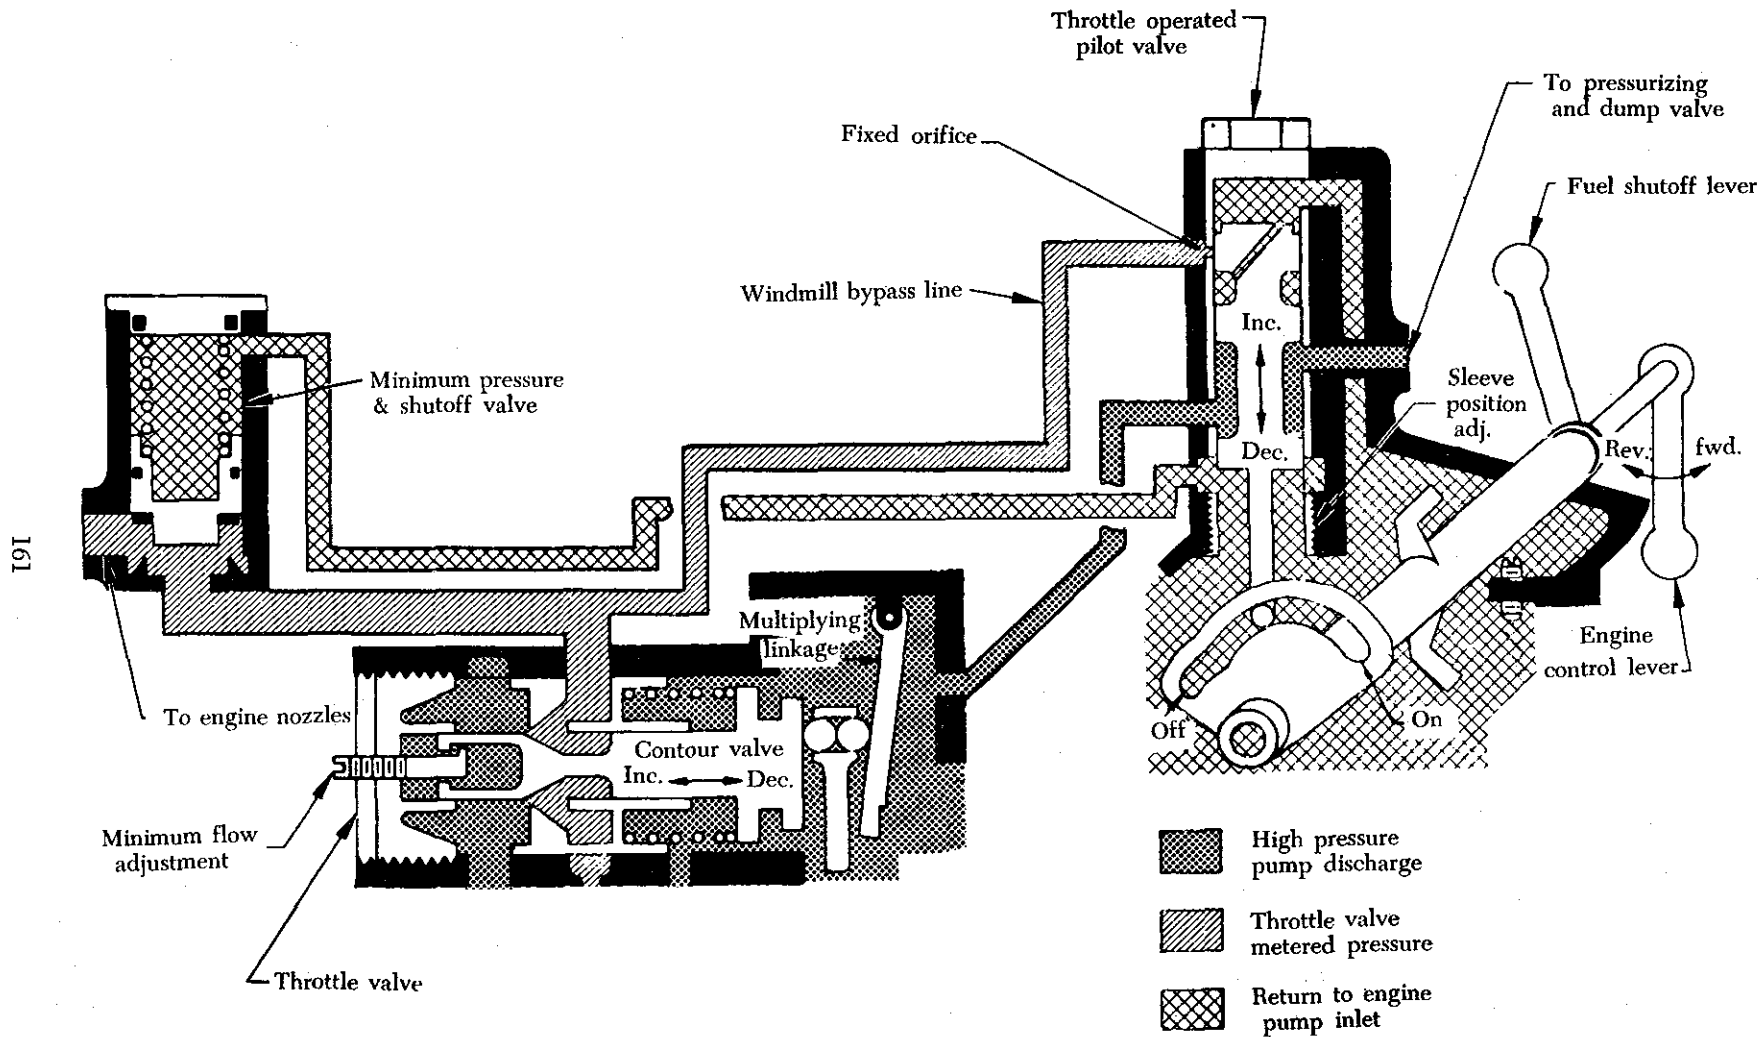 Throttle operated
pilot valve
To pressurizing
and dump valve
Fixed orifice
Fuel shutoff lever
Windmill bypass line
Inc.
Minimum pressure
& shutoff valve
Sleeve
position
adj.
Dec.
Rev.
fwd.
161
Multiplying
linkage
Engine
control lever
To engine nozzles
Off
On
Contour valve
Inc.
Dec.
Minimum flow
adjustment
High pressure
pump discharge
Throttle valve
metered pressure
Throttle valve
Return to engine
pump inlet